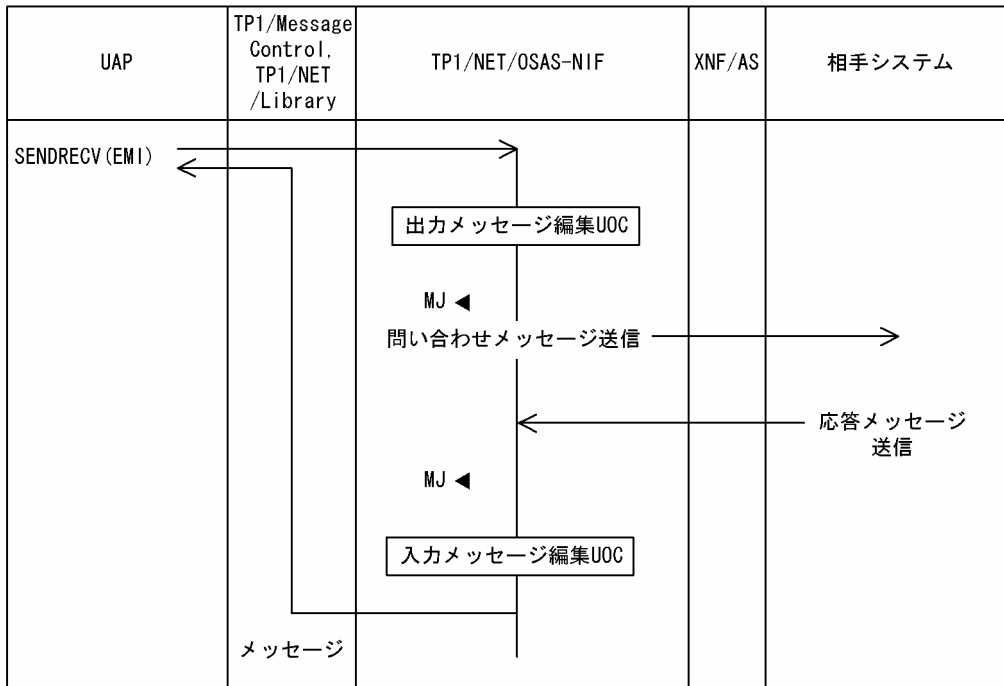 UAP
TP1/Message
Control,
TP1/NET
/Library
TP1/NET/OSAS-NIF
XNF/AS
相手システム
SENDRECV(EMI)
出力メッセージ編集UOC
MJ
問い合わせメッセージ送信
応答メッセージ
送信
MJ
入力メッセージ編集UOC
メッセージ